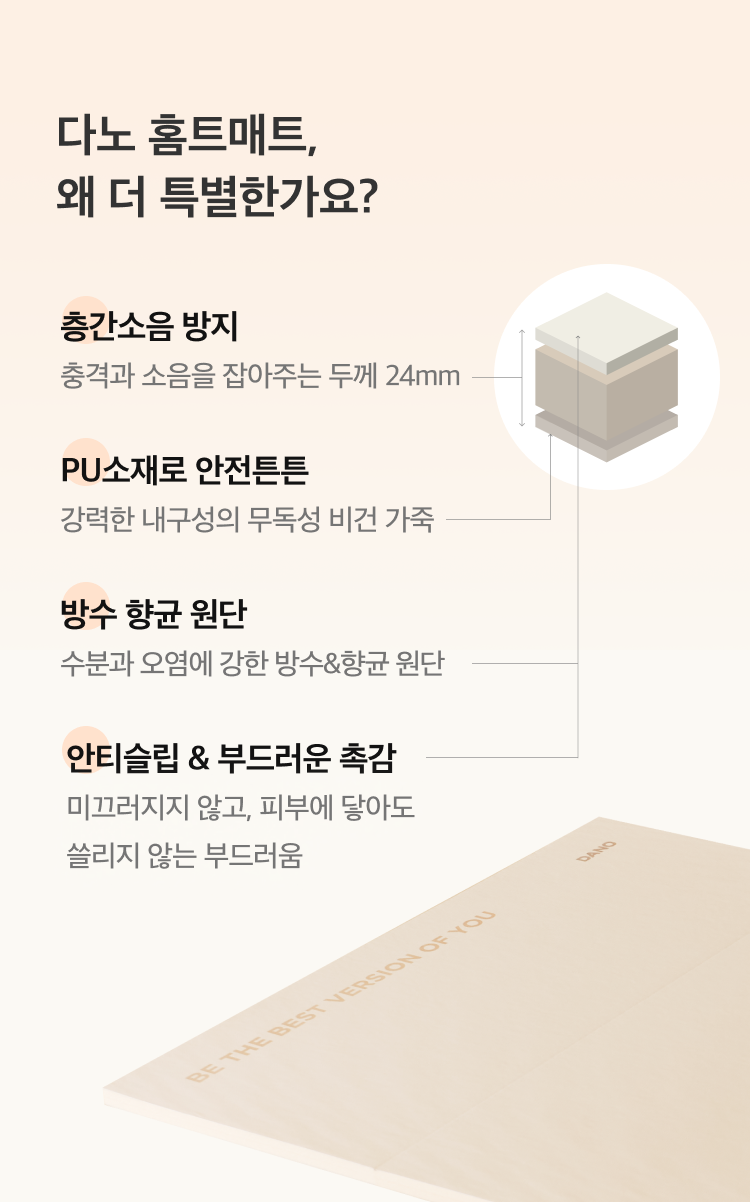 다노 홈트매트,
왜 더 특별한가요?
층간소음 방지
충격과 소음을 잡아주는 두께 24mm
PU소재로 안전튼튼
강력한 내구성의 무독성 비건 가죽
방수 향균 원단
수분과 오염에 강한 방수&향균 원단
안티슬립 & 부드러운 촉감
미끄러지지 않고, 피부에 닿아도
쓸리지 않는 부드러움
DANO
BE THE BEST VERSION OF YOU